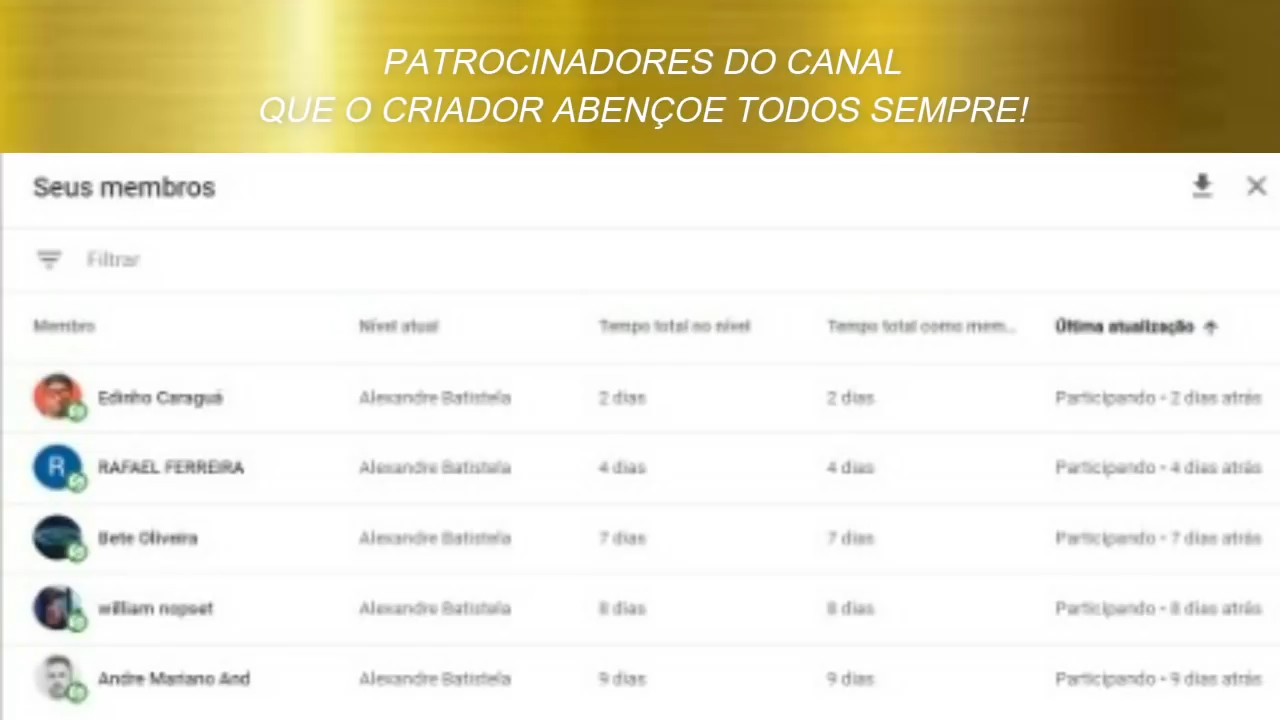 PATROCINADORES DO CANAL
QUE O CRIADOR ABENÇOE TODOS SEMPRE!
Seus membros
Filtrar
Membro Nível atual Tempo total no nível Tempo total como mem... Última atualização
Edinho Caraguá Alexandre Batistela 2 dias 2 dias Participando • 2 dias atrás
R RAFAEL FERREIRA Alexandre Batistela 4 dias 4 dias Participando • 4 dias atrás
Bete Oliveira Alexandre Batistela 7 dias 7 dias Participando • 7 dias atrás
william nopset Alexandre Batistela 8 dias 8 dias Participando • 8 dias atrás
Andre Mariano And Alexandre Batistela 9 dias 9 dias Participando • 9 dias atrás